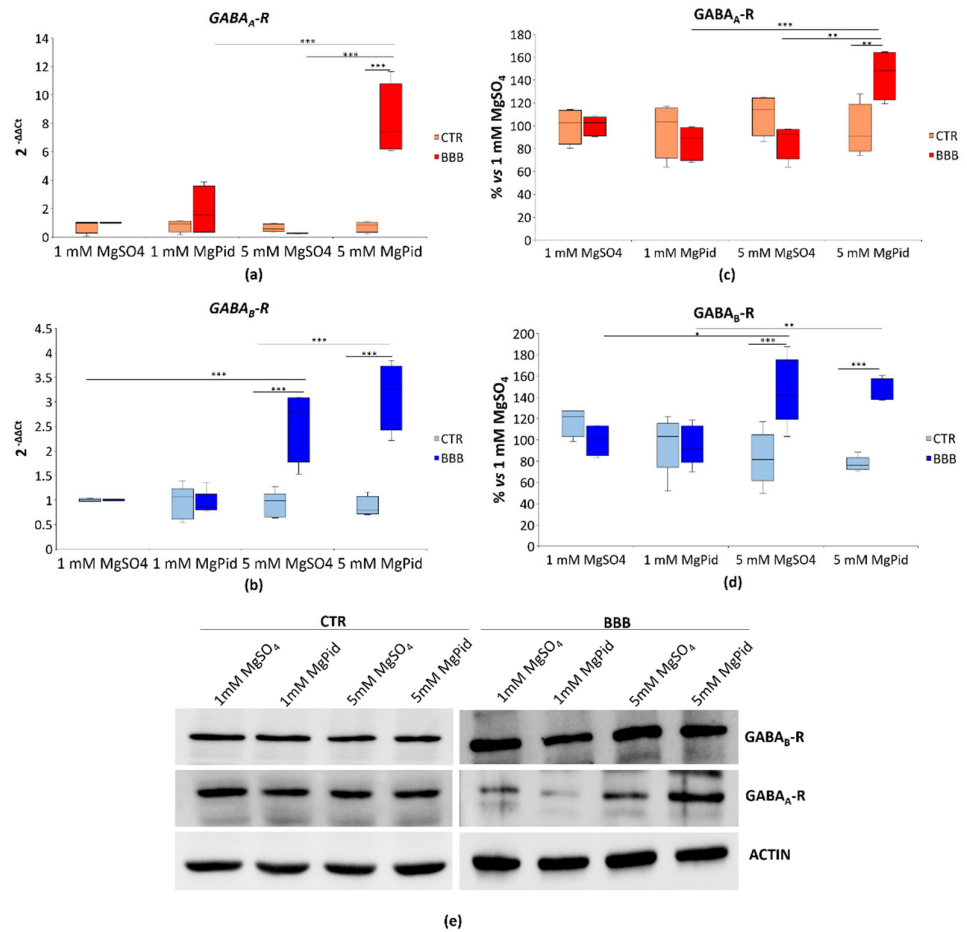 GABA_A-R
14
12
10
8
6
4
2
0
2^-ΔΔCt
***
***
***
CTR
BBB
1 mM MgSO4 1 mM MgPid 5 mM MgSO4 5 mM MgPid
(a)
GABA_A-R
180
160
140
120
100
80
60
40
20
0
% vs 1 mM MgSO₄
***
**
**
CTR
BBB
1 mM MgSO4 1 mM MgPid 5 mM MgSO4 5 mM MgPid
(c)
GABA_B-R
4.5
4
3.5
3
2.5
2
1.5
1
0.5
0
2^-ΔΔCt
***
***
***
***
CTR
BBB
1 mM MgSO4 1 mM MgPid 5 mM MgSO4 5 mM MgPid
(b)
GABA_B-R
200
180
160
140
120
100
80
60
40
20
0
% vs 1 mM MgSO₄
*
**
***
***
CTR
BBB
1 mM MgSO4 1 mM MgPid 5 mM MgSO4 5 mM MgPid
(d)
CTR BBB
1mM MgSO₄ 1mM MgPid 5mM MgSO₄ 5mM MgPid 1mM MgSO₄ 1mM MgPid 5mM MgSO₄ 5mM MgPid
GABA_B-R
GABA_A-R
ACTIN
(e)